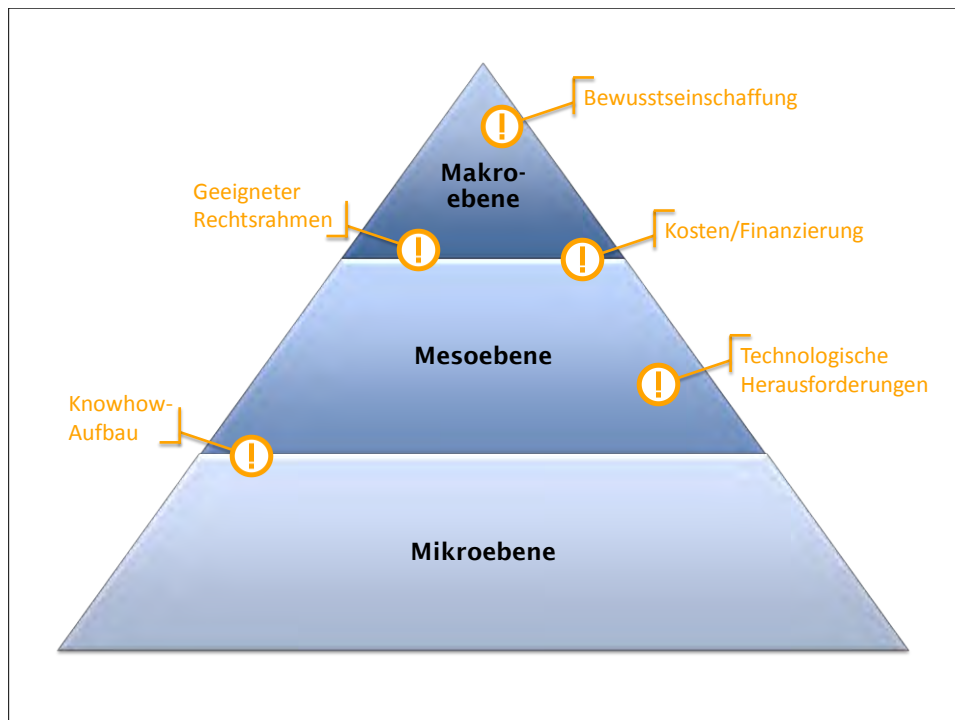 Bewusstseinschaffung
Makro-
ebene
Geeigneter
Rechtsrahmen
Kosten/Finanzierung
Mesoebene
Technologische
Herausforderungen
Knowhow-
Aufbau
Mikroebene